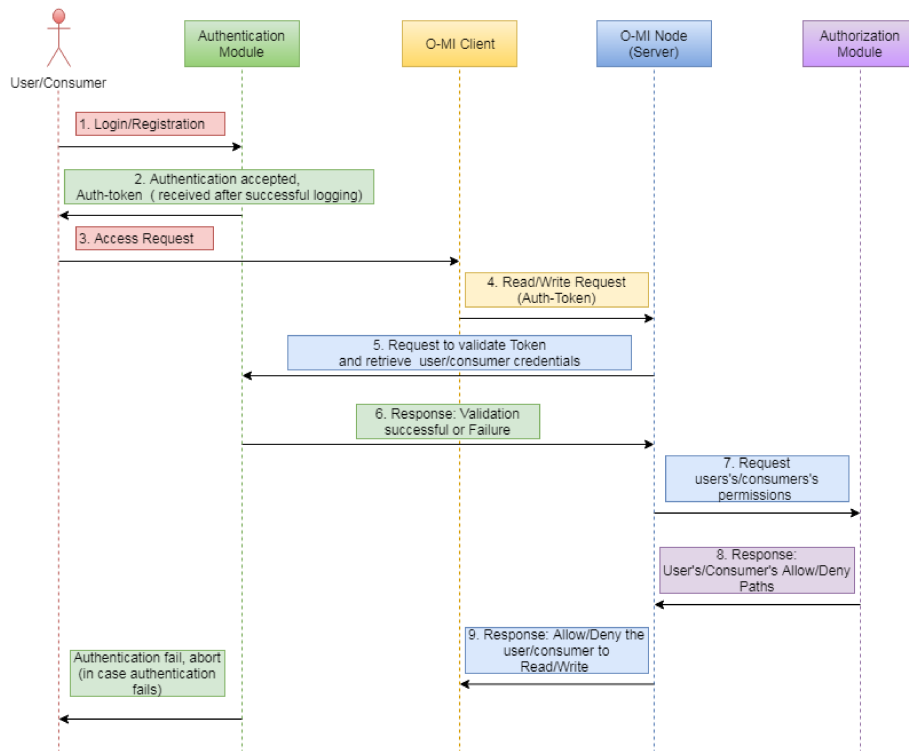 User/Consumer
Authentication
Module
O-MI Client
O-MI Node
(Server)
Authorization
Module
1. Login/Registration
2. Authentication accepted,
Auth-token ( received after successful logging)
3. Access Request
4. Read/Write Request
(Auth-Token)
5. Request to validate Token
and retrieve user/consumer credentials
6. Response: Validation
successful or Failure
7. Request
users's/consumers's
permissions
8. Response:
User's/Consumer's Allow/Deny
Paths
9. Response: Allow/Deny the
user/consumer to
Read/Write
Authentication fail, abort
(in case authentication
fails)